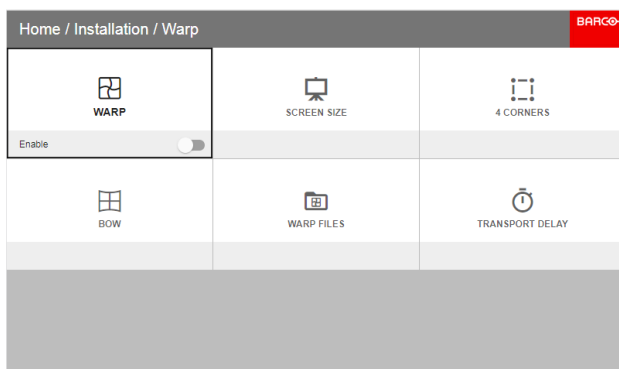 Home / Installation / Warp
BARCO
WARP
SCREEN SIZE
4 CORNERS
Enable
BOW
WARP FILES
TRANSPORT DELAY